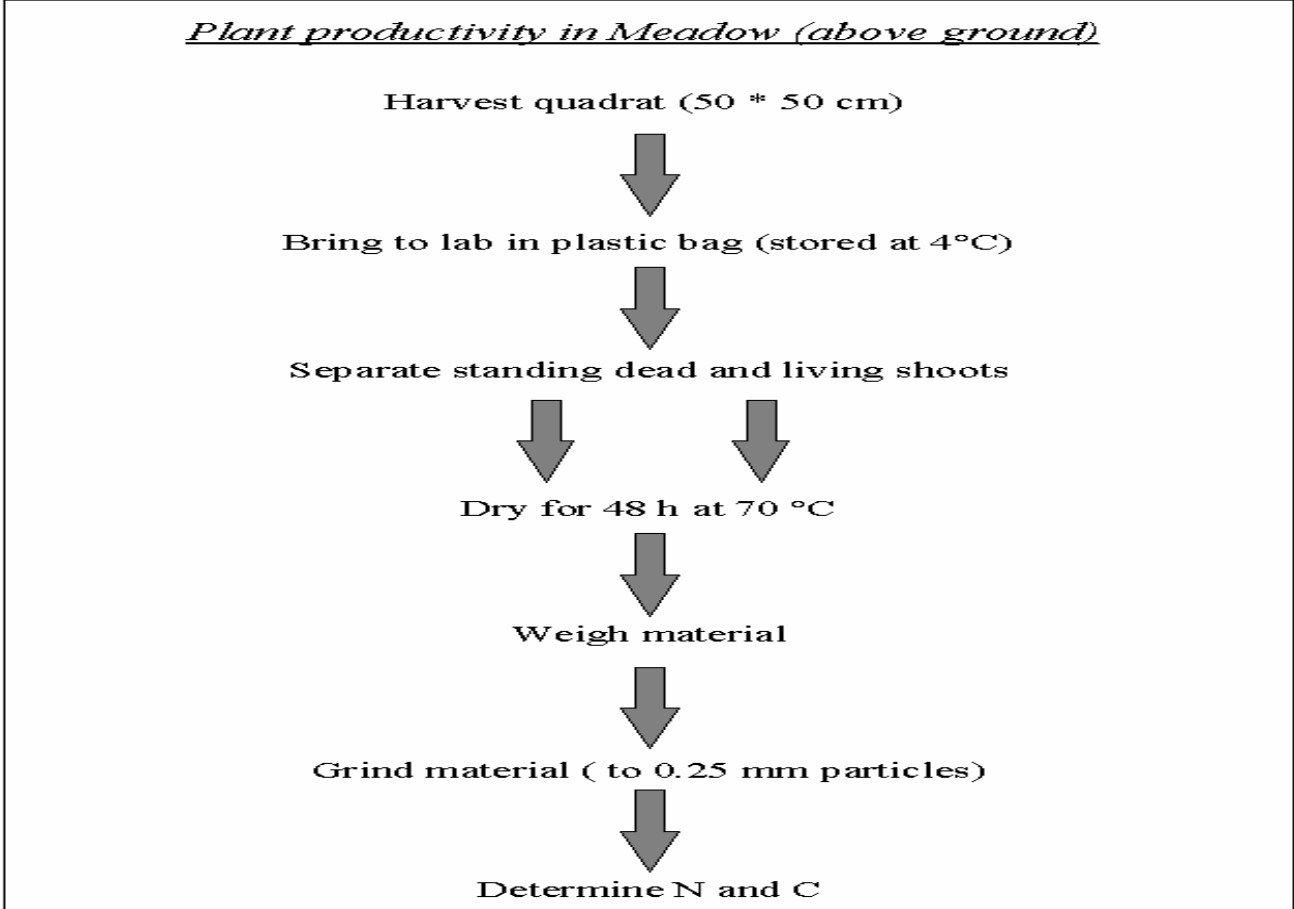 Plant productivity in Meadow (above ground)
Harvest quadrat (50 * 50 cm)
Bring to lab in plastic bag (stored at 4°C)
Separate standing dead and living shoots
Dry for 48 h at 70 °C
Weigh material
Grind material ( to 0.25 mm particles)
Determine N and C